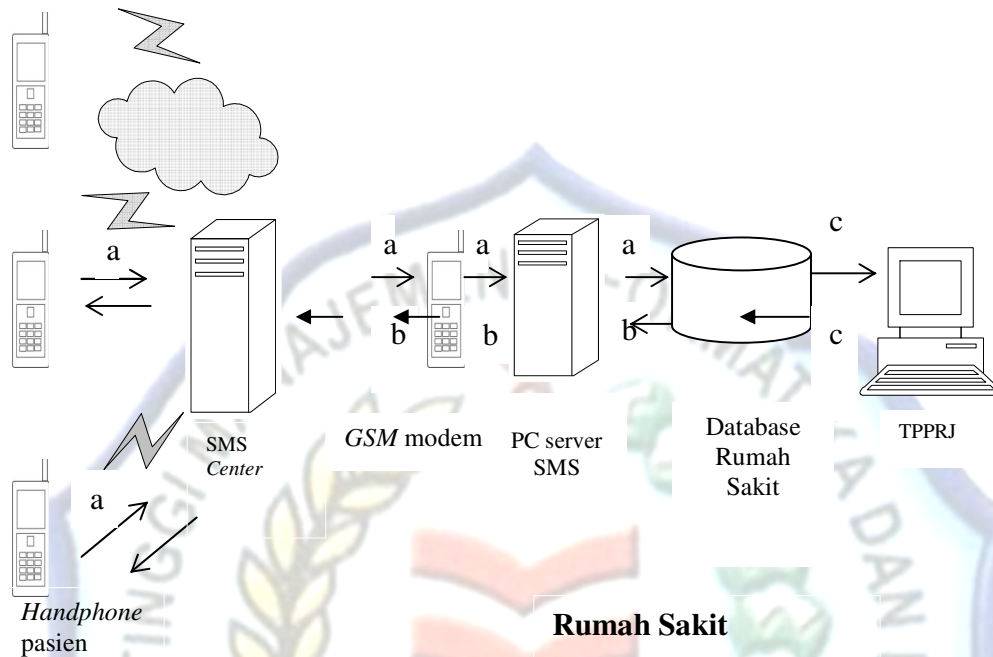 c
a
a
a
a
b
b
b
c
SMS
Center
GSM modem
PC server
SMS
Database
Rumah
Sakit
TPPRJ
a
Handphone
pasien
Rumah Sakit